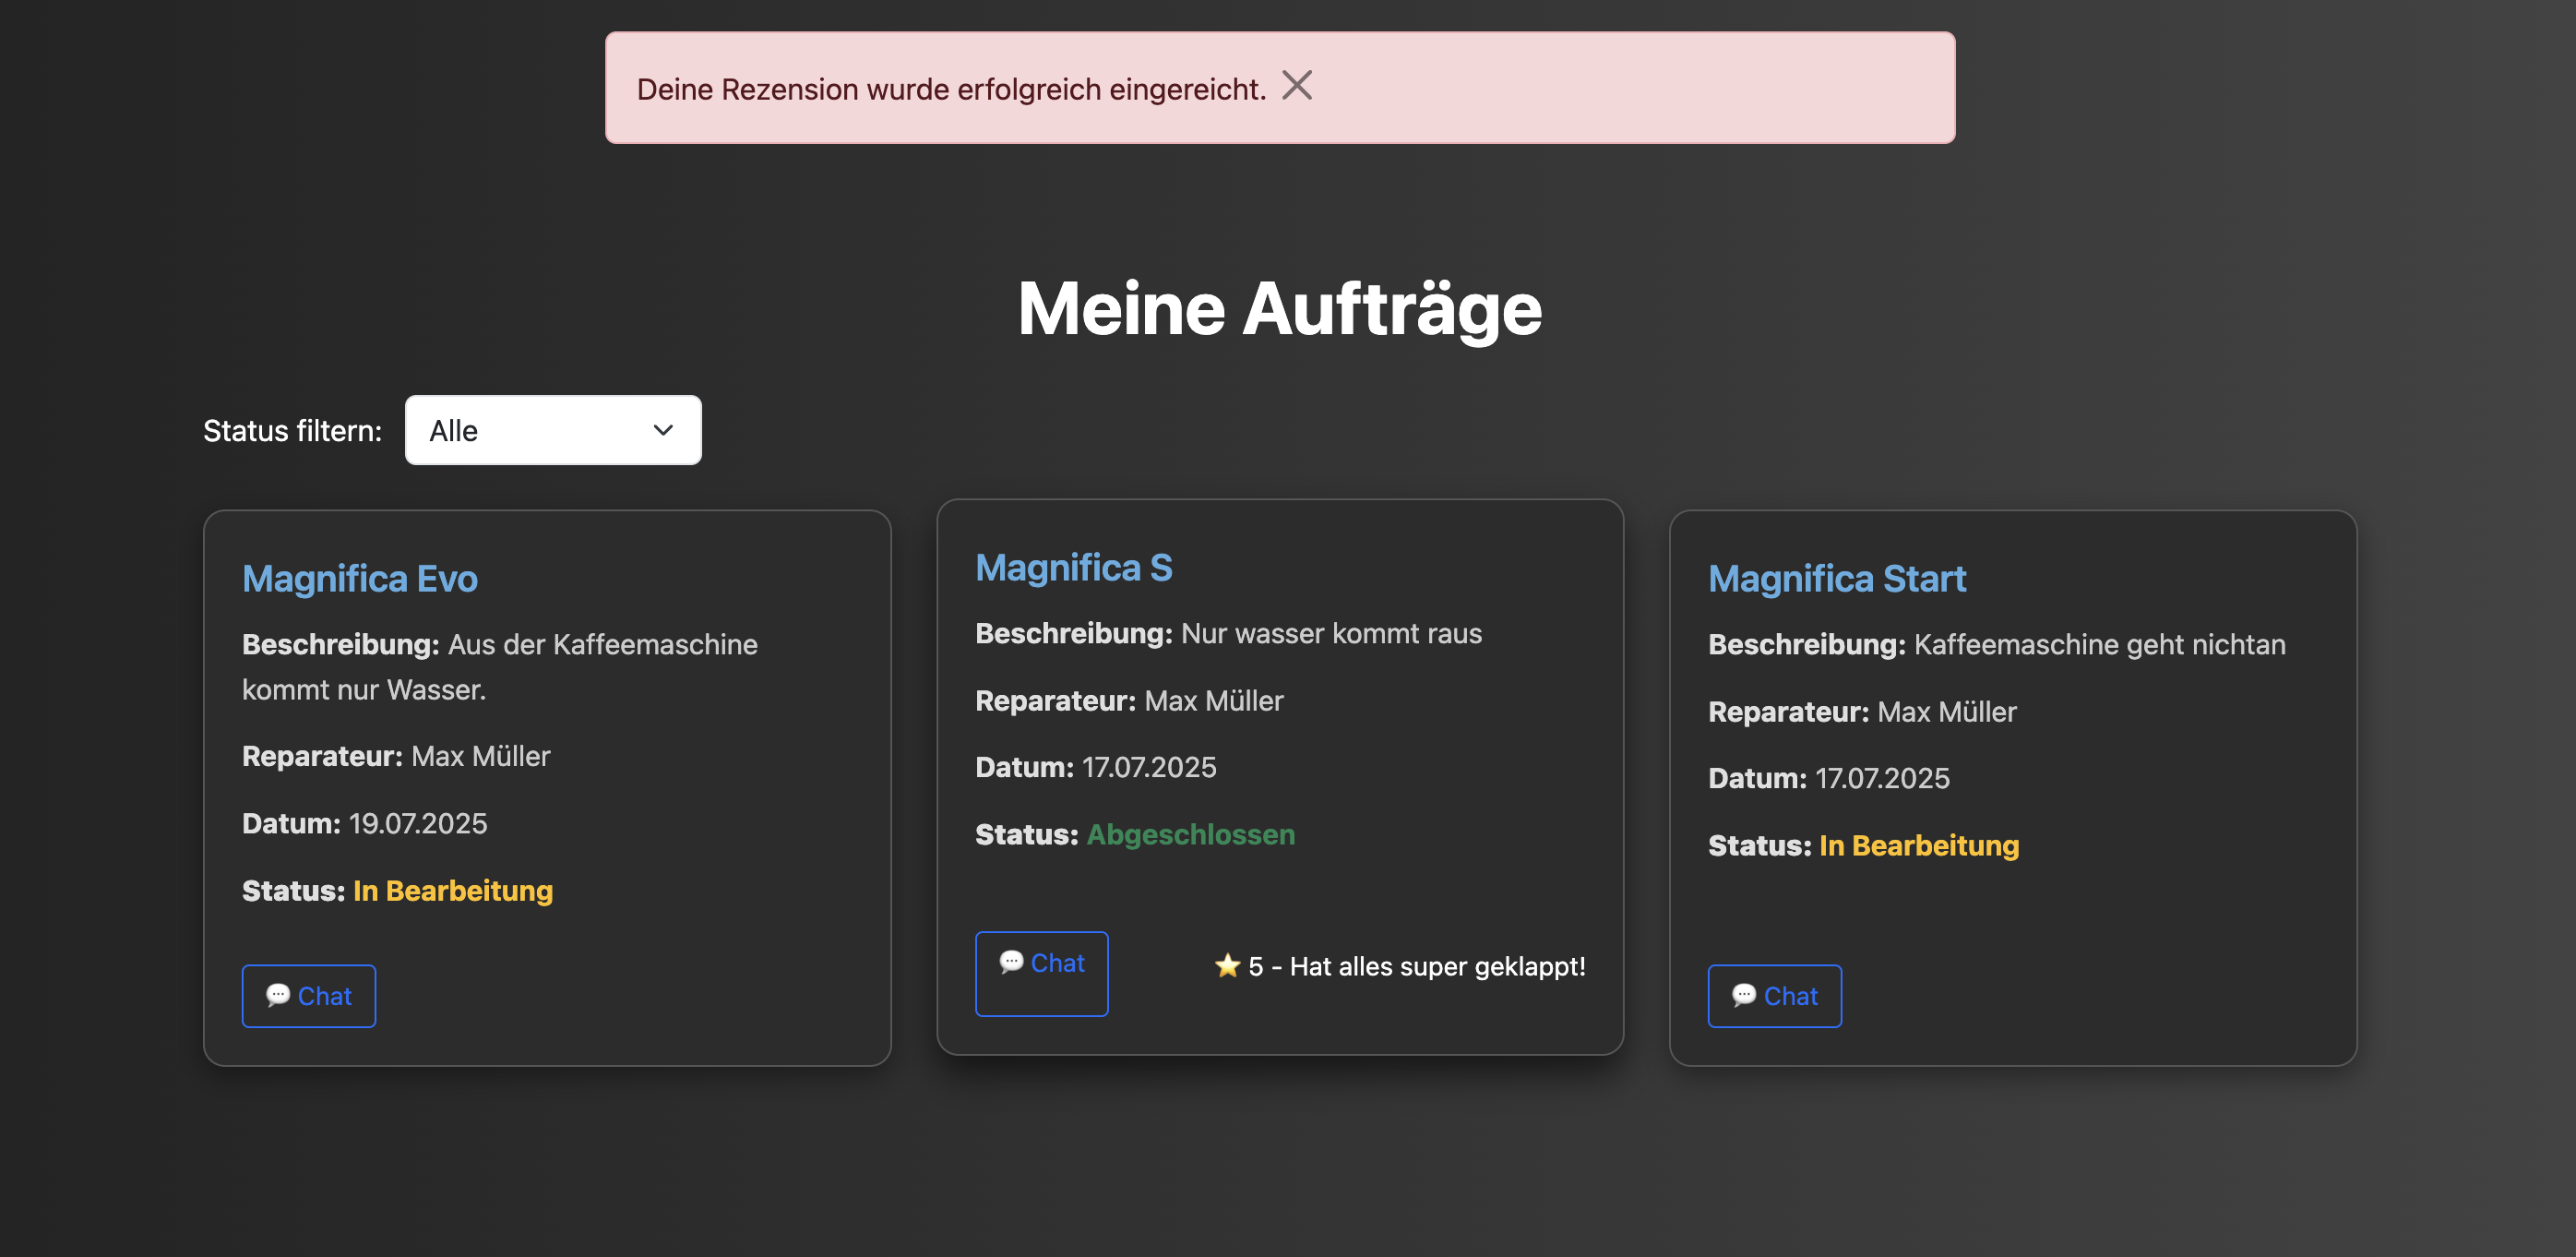 Deine Rezension wurde erfolgreich eingereicht.
Meine Aufträge
Status filtern: Alle
Magnifica Evo
Beschreibung: Aus der Kaffeemaschine
kommt nur Wasser.
Reparateur: Max Müller
Datum: 19.07.2025
Status: In Bearbeitung
💬 Chat
Magnifica S
Beschreibung: Nur wasser kommt raus
Reparateur: Max Müller
Datum: 17.07.2025
Status: Abgeschlossen
💬 Chat
⭐ 5 - Hat alles super geklappt!
Magnifica Start
Beschreibung: Kaffeemaschine geht nichtan
Reparateur: Max Müller
Datum: 17.07.2025
Status: In Bearbeitung
💬 Chat